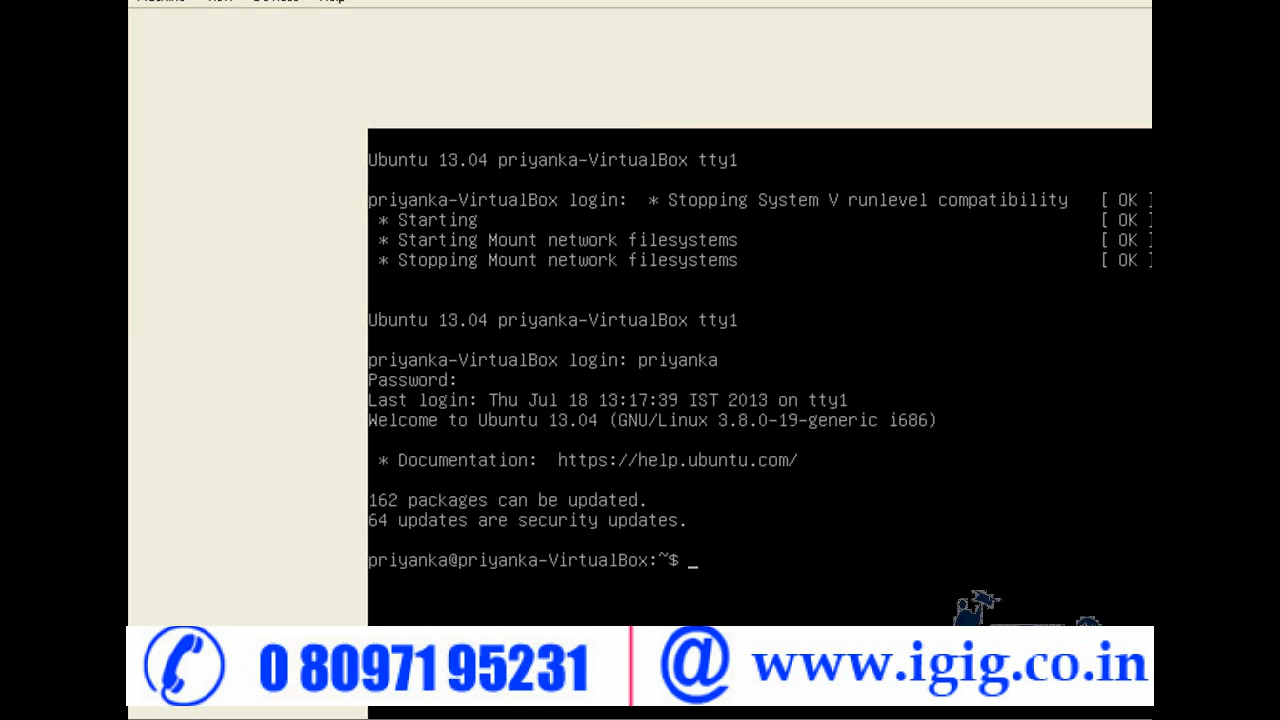 Ubuntu 13.04 priyanka-VirtualBox tty1
priyanka-VirtualBox login:  * Stopping System V runlevel compatibility [ OK ]
* Starting [ OK ]
* Starting Mount network filesystems [ OK ]
* Stopping Mount network filesystems [ OK ]
Ubuntu 13.04 priyanka-VirtualBox tty1
priyanka-VirtualBox login: priyanka
Password:
Last login: Thu Jul 18 13:17:39 IST 2013 on tty1
Welcome to Ubuntu 13.04 (GNU/Linux 3.8.0-19-generic i686)
* Documentation:  https://help.ubuntu.com/
162 packages can be updated.
64 updates are security updates.
priyanka@priyanka-VirtualBox:~$ _
0 80971 95231 @ www.igig.co.in